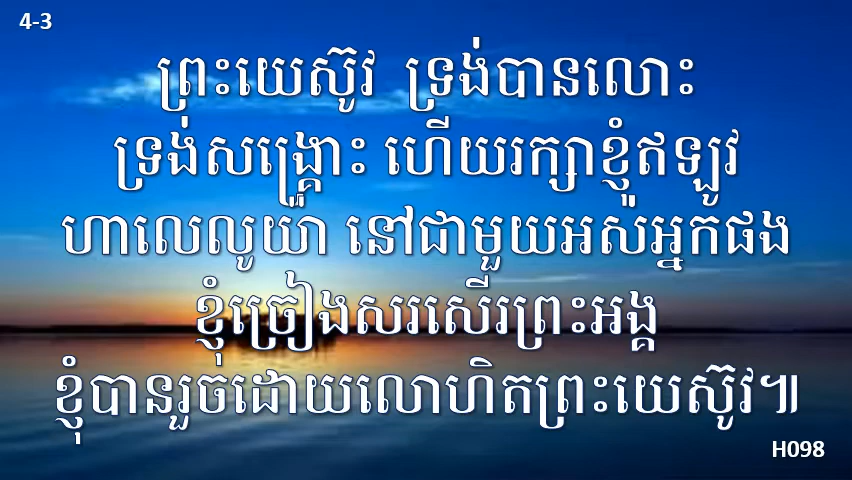 4-3
ព្រះយេស៊ូវ ទ្រង់បានលោះ
ទ្រង់សង្គ្រោះ ហើយរក្សាខ្ញុំឥឡូវ
ហាលេលូយ៉ា នៅជាមួយអស់អ្នកផង
ខ្ញុំច្រៀងសរសើរព្រះអង្គ
ខ្ញុំបានរួចដោយលោហិតព្រះយេស៊ូវ៕
H098